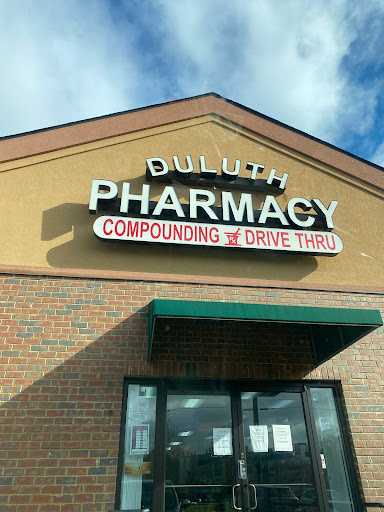 DULUTH
PHARMACY
COMPOUNDING & DRIVE THRU